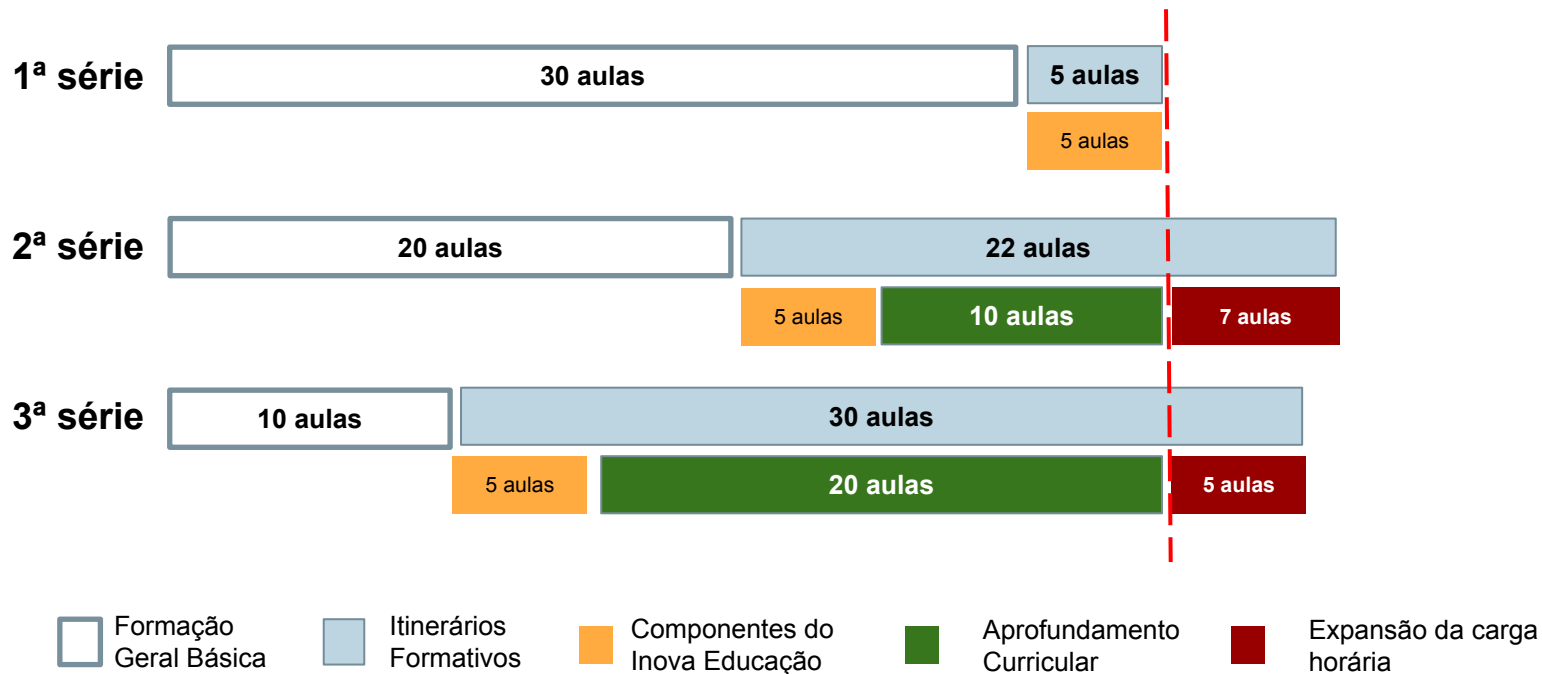 1ª série
30 aulas
5 aulas
5 aulas
2ª série
20 aulas
22 aulas
5 aulas
10 aulas
7 aulas
3ª série
10 aulas
30 aulas
5 aulas
20 aulas
5 aulas
Formação
Geral Básica
Itinerários
Formativos
Componentes do
Inova Educação
Aprofundamento
Curricular
Expansão da carga
horária